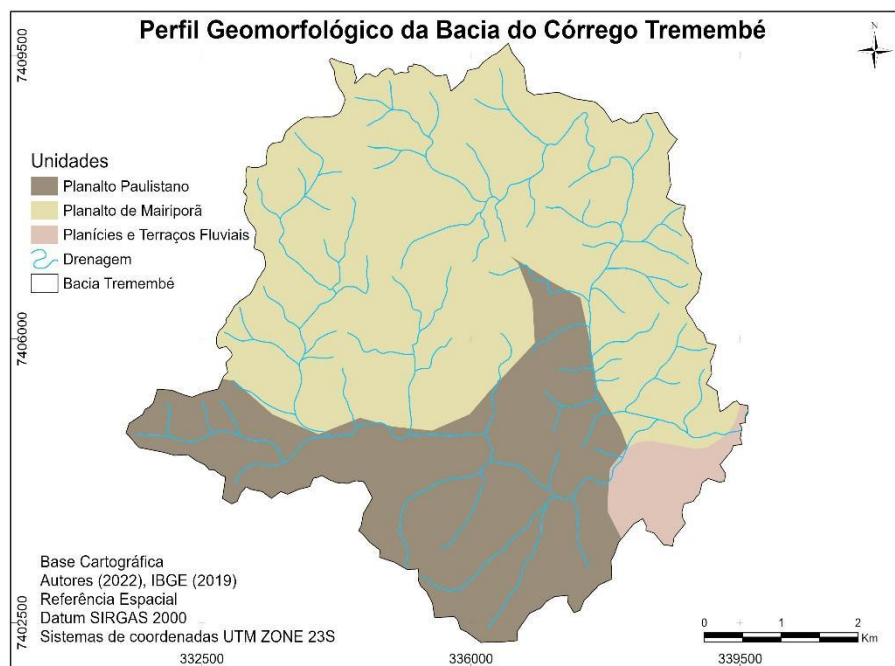 Perfil Geomorfológico da Bacia do Córrego Tremembé
N
7409500
7406000
7402500
Unidades
Planalto Paulistano
Planalto de Mairiporã
Planícies e Terraços Fluviais
Drenagem
Bacia Tremembé
Base Cartográfica
Autores (2022), IBGE (2019)
Referência Espacial
Datum SIRGAS 2000
Sistemas de coordenadas UTM ZONE 23S
0 1 2
Km
332500 336000 339500